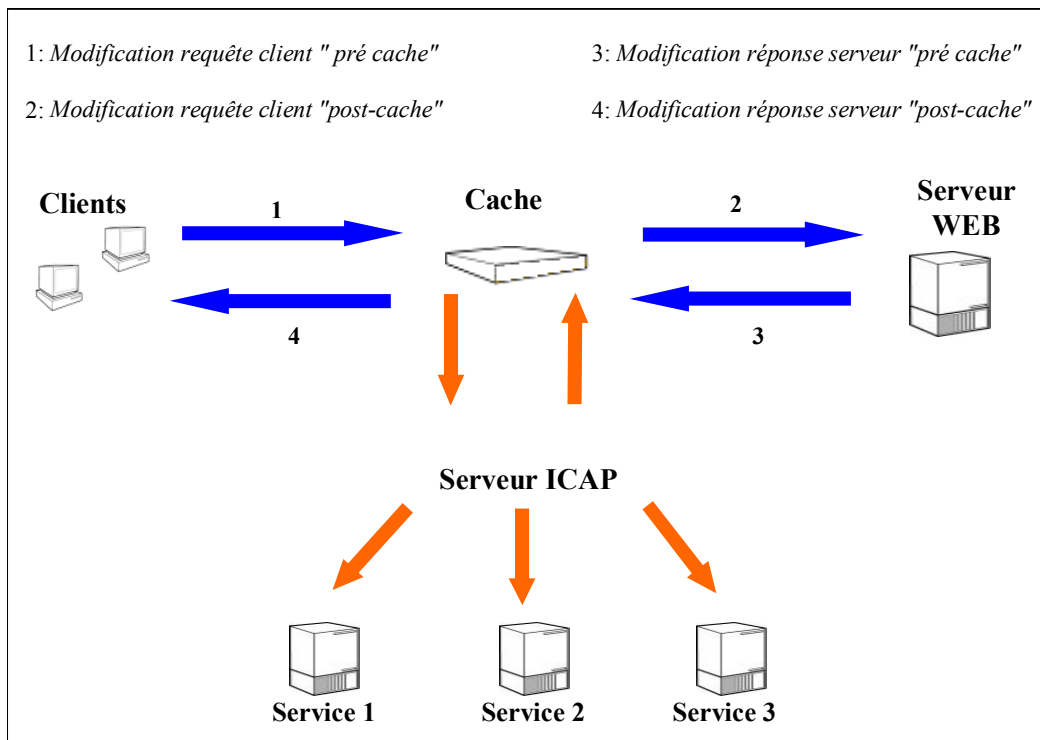 1: Modification requête client " pré cache"
3: Modification réponse serveur "pré cache"
2: Modification requête client "post-cache"
4: Modification réponse serveur "post-cache"
Clients
1
Cache
2
Serveur
WEB
4
3
Serveur ICAP
Service 1
Service 2
Service 3